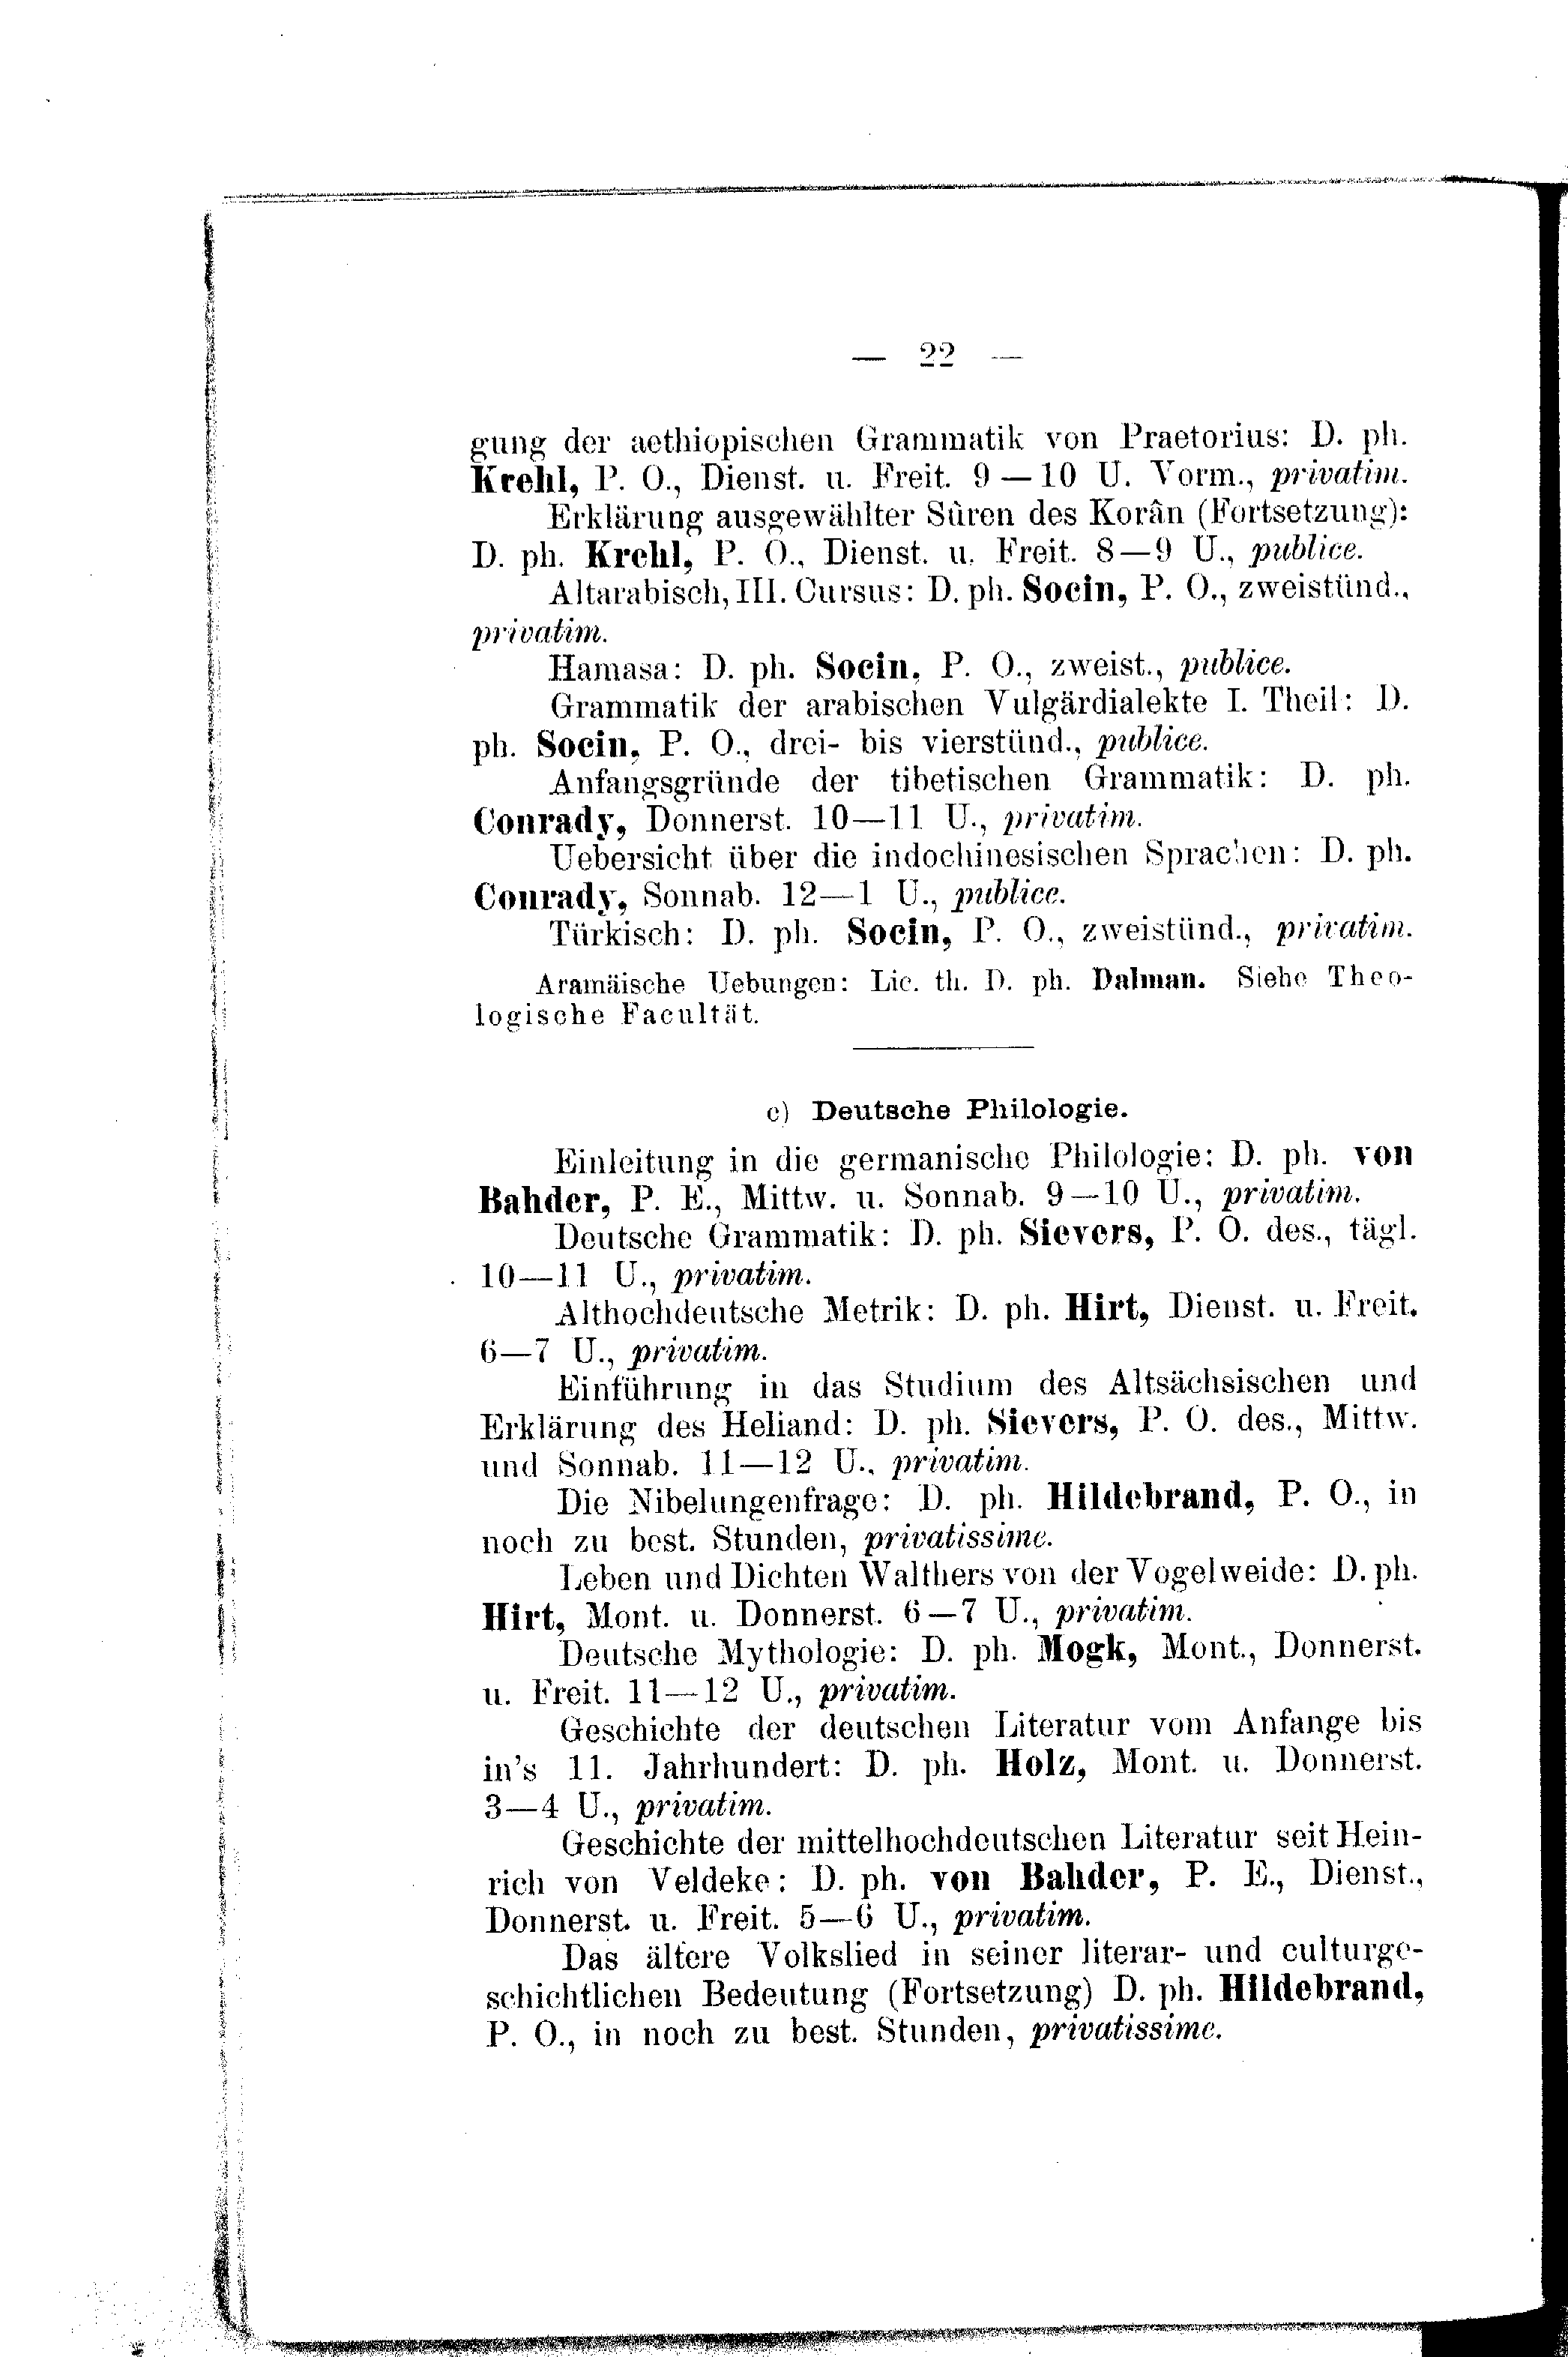 — 22 —
gung der aethiopischen Grammatik von Praetorius: D. ph.
Krehl, P. O., Dienst. u. Freit. 9—10 U. Vorm., privatim.
Erklärung ausgewählter Sûren des Korân (Fortsetzung):
D. ph. Krehl, P. O., Dienst. u. Freit. 8—9 U., publice.
Altarabisch, III. Cursus: D. ph. Socin, P. O., zweistünd.,
privatim.
Hamasa: D. ph. Socin, P. O., zweist., publice.
Grammatik der arabischen Vulgärdialekte I. Theil: D.
ph. Socin, P. O., drei- bis vierstünd., publice.
Anfangsgründe der tibetischen Grammatik: D. ph.
Conrady, Donnerst. 10—11 U., privatim.
Uebersicht über die indochinesischen Sprachen: D. ph.
Conrady, Sonnab. 12—1 U., publice.
Türkisch: D. ph. Socin, P. O., zweistünd., privatim.
Aramäische Uebungen: Lic. th. D. ph. Dalman. Siehe Theo-
logische Facultät.
c) Deutsche Philologie.
Einleitung in die germanische Philologie: D. ph. von
Bahder, P. E., Mittw. u. Sonnab. 9—10 U., privatim.
Deutsche Grammatik: D. ph. Sievers, P. O. des., tägl.
10—11 U., privatim.
Althochdeutsche Metrik: D. ph. Hirt, Dienst. u. Freit.
6—7 U., privatim.
Einführung in das Studium des Altsächsischen und
Erklärung des Heliand: D. ph. Sievers, P. O. des., Mittw.
und Sonnab. 11—12 U., privatim.
Die Nibelungenfrage: D. ph. Hildebrand, P. O., in
noch zu best. Stunden, privatissime.
Leben und Dichten Walthers von der Vogelweide: D. ph.
Hirt, Mont. u. Donnerst. 6—7 U., privatim.
Deutsche Mythologie: D. ph. Mogk, Mont., Donnerst.
u. Freit. 11—12 U., privatim.
Geschichte der deutschen Literatur vom Anfange bis
in's 11. Jahrhundert: D. ph. Holz, Mont. u. Donnerst.
3—4 U., privatim.
Geschichte der mittelhochdeutschen Literatur seit Hein-
rich von Veldeke: D. ph. von Bahder, P. E., Dienst.,
Donnerst. u. Freit. 5—6 U., privatim.
Das ältere Volkslied in seiner literar- und culturge-
schichtlichen Bedeutung (Fortsetzung) D. ph. Hildebrand,
P. O., in noch zu best. Stunden, privatissime.